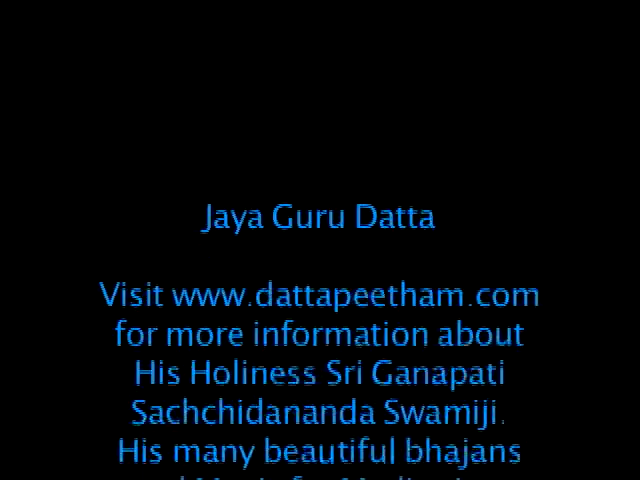 Jaya Guru Datta
Visit www.dattapeetham.com
for more information about
His Holiness Sri Ganapati
Sachchidananda Swamiji.
His many beautiful bhajans